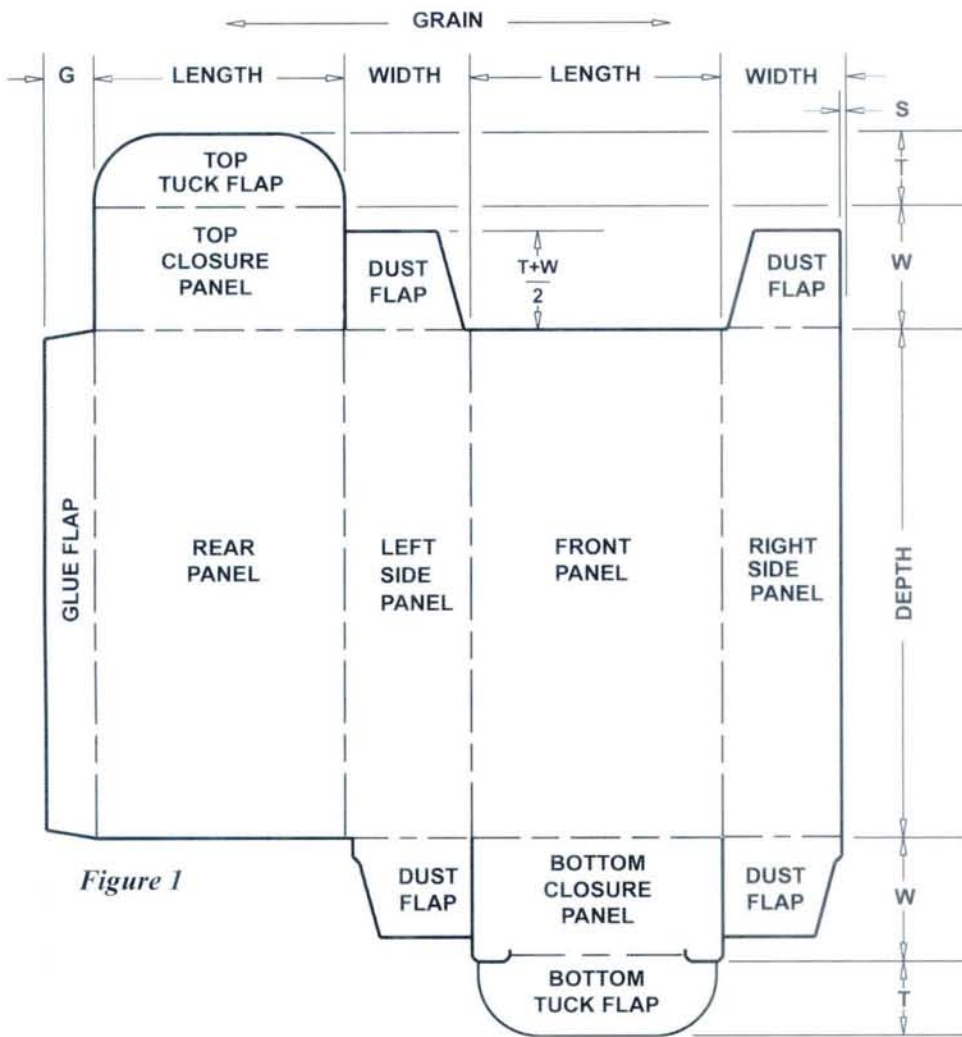 GRAIN
G
LENGTH
WIDTH
LENGTH
WIDTH
S
TOP
TUCK FLAP
T
TOP
CLOSURE
PANEL
DUST
FLAP
T+W
2
DUST
FLAP
W
GLUE FLAP
REAR
PANEL
LEFT
SIDE
PANEL
FRONT
PANEL
RIGHT
SIDE
PANEL
DEPTH
Figure 1
DUST
FLAP
BOTTOM
CLOSURE
PANEL
DUST
FLAP
W
BOTTOM
TUCK FLAP
T